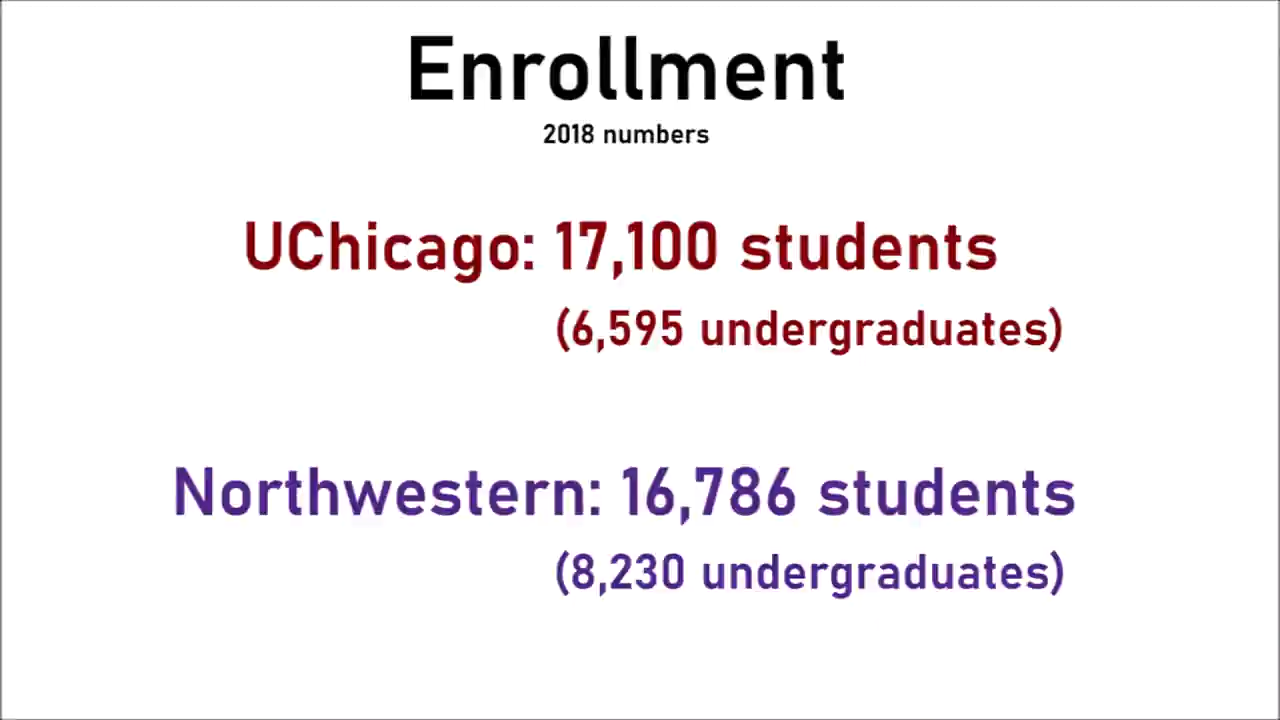 Enrollment
2018 numbers
UChicago: 17,100 students
(6,595 undergraduates)
Northwestern: 16,786 students
(8,230 undergraduates)